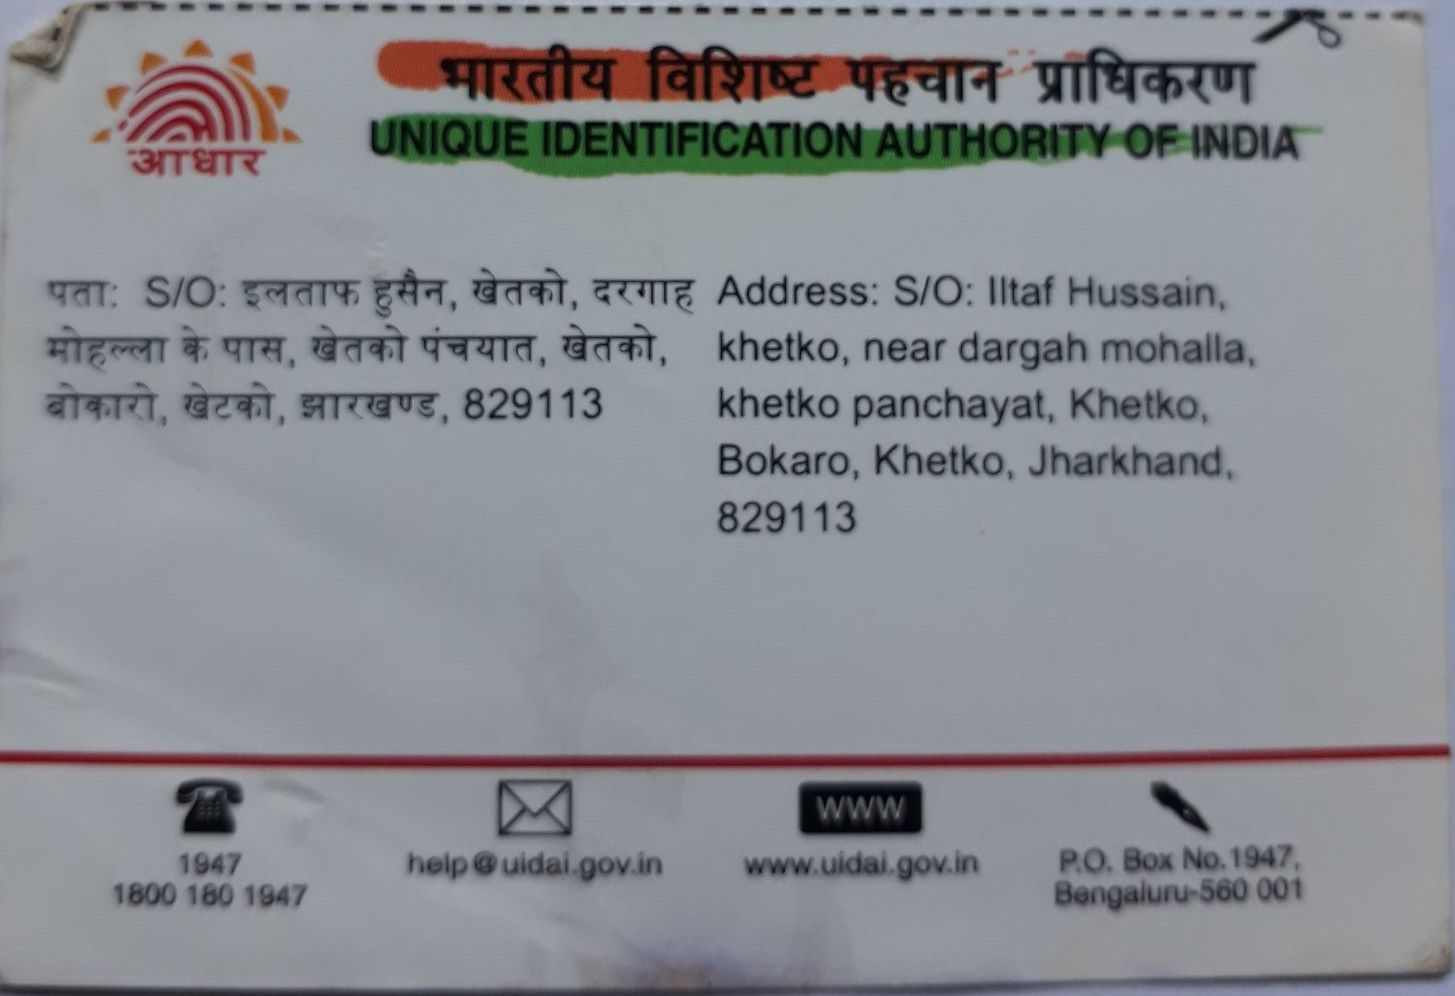 भारतीय विशिष्ट पहचान प्राधिकरण
UNIQUE IDENTIFICATION AUTHORITY OF INDIA
आधार
पता: S/O: इलताफ हुसैन, खेतको, दरगाह
मोहल्ला के पास, खेतको पंचयात, खेतको,
बोकारो, खेटको, झारखण्ड, 829113
Address: S/O: Iltaf Hussain,
khetko, near dargah mohalla,
khetko panchayat, Khetko,
Bokaro, Khetko, Jharkhand,
829113
1947
1800 180 1947
help@uidai.gov.in
WWW
www.uidai.gov.in
P.O. Box No.1947,
Bengaluru-560 001